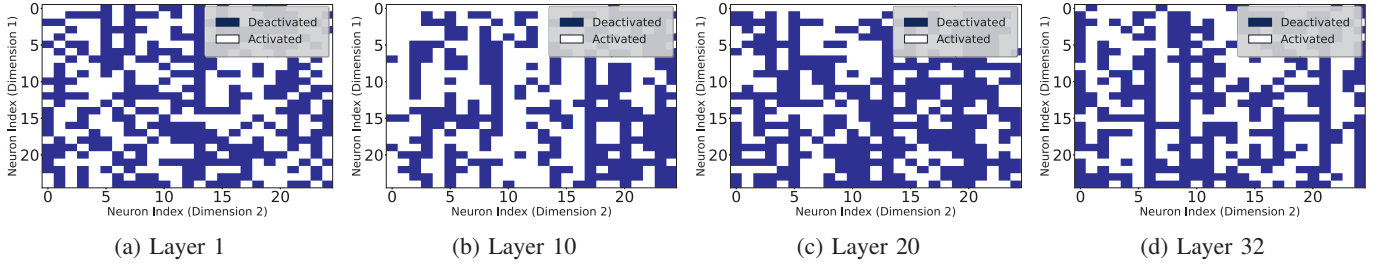 Deactivated
Activated
Neuron Index (Dimension 1)
0
5
10
15
20
0 5 10 15 20
Neuron Index (Dimension 2)
(a) Layer 1
Deactivated
Activated
Neuron Index (Dimension 1)
0
5
10
15
20
0 5 10 15 20
Neuron Index (Dimension 2)
(b) Layer 10
Deactivated
Activated
Neuron Index (Dimension 1)
0
5
10
15
20
0 5 10 15 20
Neuron Index (Dimension 2)
(c) Layer 20
Deactivated
Activated
Neuron Index (Dimension 1)
0
5
10
15
20
0 5 10 15 20
Neuron Index (Dimension 2)
(d) Layer 32